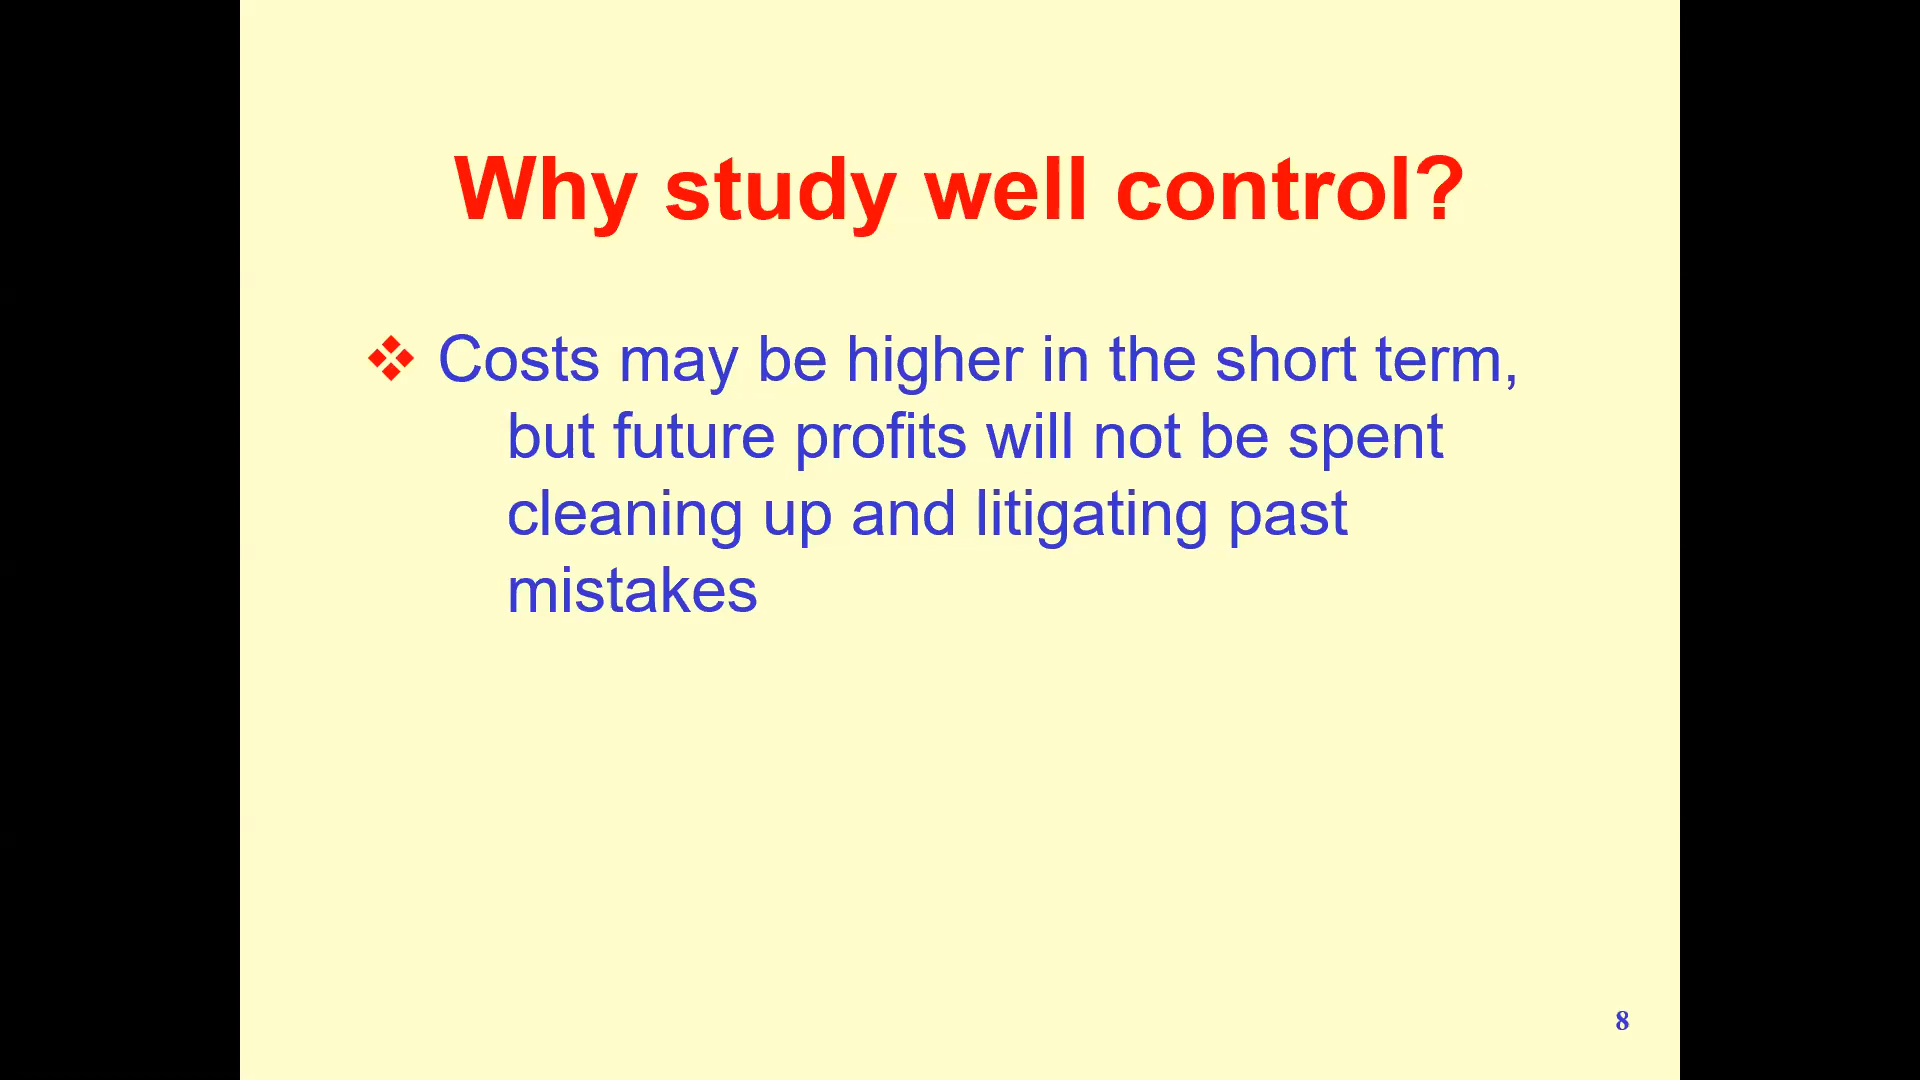 Why study well control?
❖ Costs may be higher in the short term,
but future profits will not be spent
cleaning up and litigating past
mistakes
8